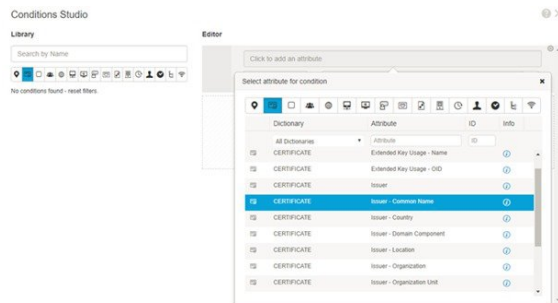 Conditions Studio
Library
Editor
Search by Name
No conditions found - reset filters.
Click to add an attribute
Select attribute for condition
Dictionary Attribute ID Info
All Dictionaries Attribute ID
CERTIFICATE Extended Key Usage - Name
CERTIFICATE Extended Key Usage - OID
CERTIFICATE Issuer
CERTIFICATE Issuer - Common Name
CERTIFICATE Issuer - Country
CERTIFICATE Issuer - Domain Component
CERTIFICATE Issuer - Location
CERTIFICATE Issuer - Organization
CERTIFICATE Issuer - Organization Unit